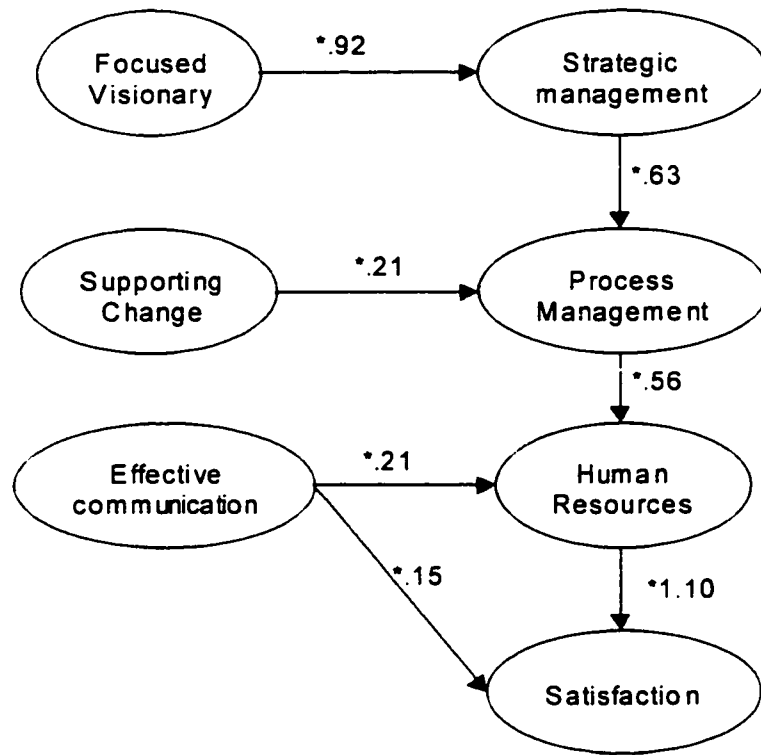 Focused
Visionary
*.92
Strategic
management
*.63
Supporting
Change
*.21
Process
Management
*.56
Effective
communication
*.21
Human
Resources
*.15
*1.10
Satisfaction